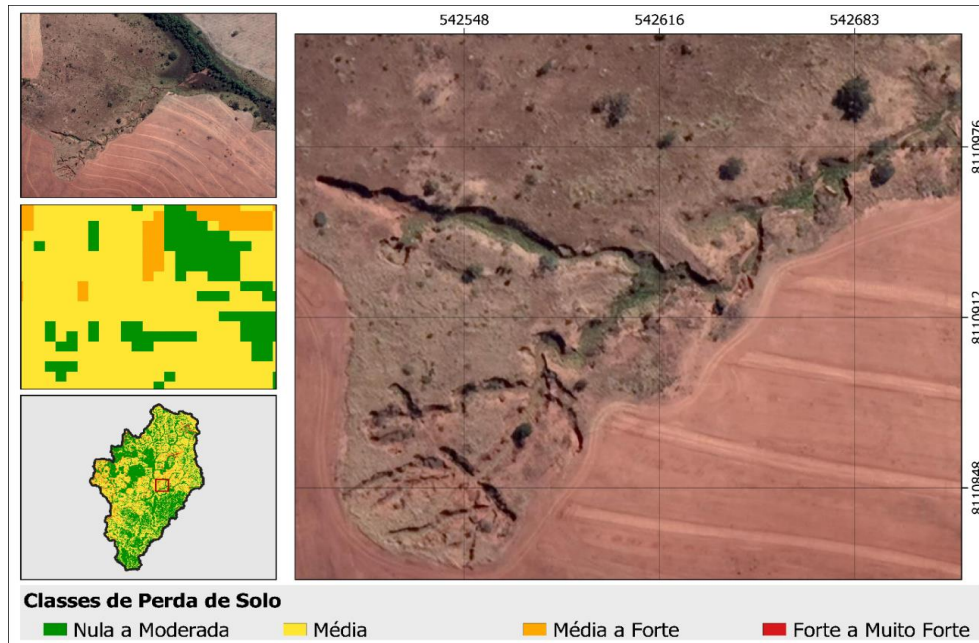 542548 542616 542683
8110976
8110912
8110848
Classes de Perda de Solo
Nula a Moderada Média Média a Forte Forte a Muito Forte